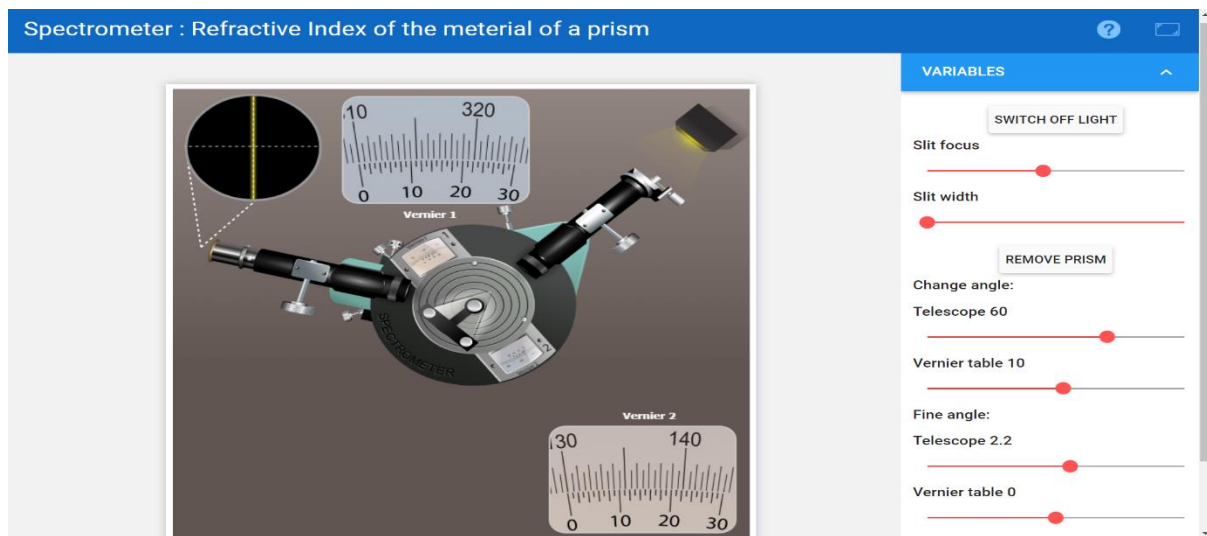 Spectrometer : Refractive Index of the meterial of a prism
?
VARIABLES
SWITCH OFF LIGHT
Slit focus
Slit width
REMOVE PRISM
Change angle:
Telescope 60
Vernier table 10
Fine angle:
Telescope 2.2
Vernier table 0
10 320
0 10 20 30
Vernier 1
SPECTROMETER
2
Vernier 2
30 140
0 10 20 30